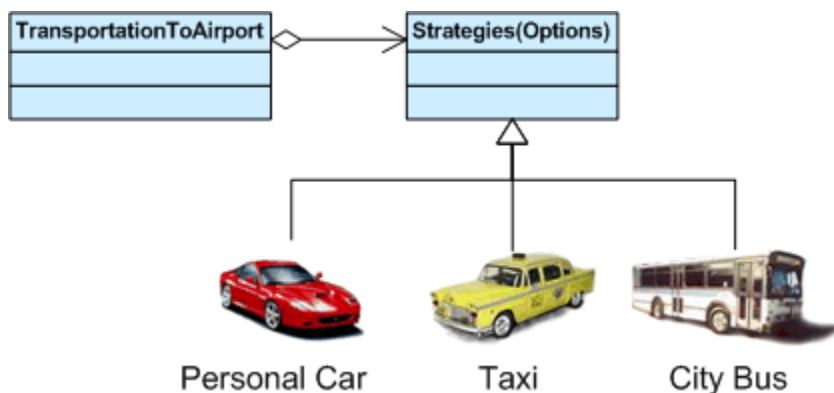 TransportationToAirport
Strategies(Options)
Personal Car
Taxi
City Bus